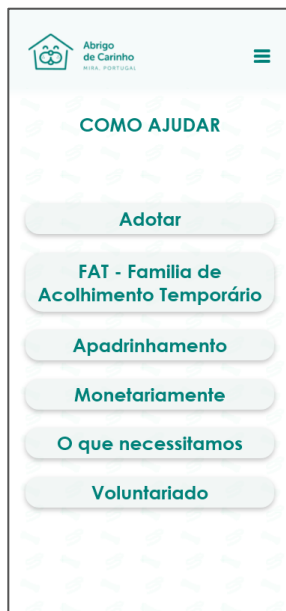 Abrigo
de Carinho
MIRA, PORTUGAL
COMO AJUDAR
Adotar
FAT - Familia de
Acolhimento Temporário
Apadrinhamento
Monetariamente
O que necessitamos
Voluntariado